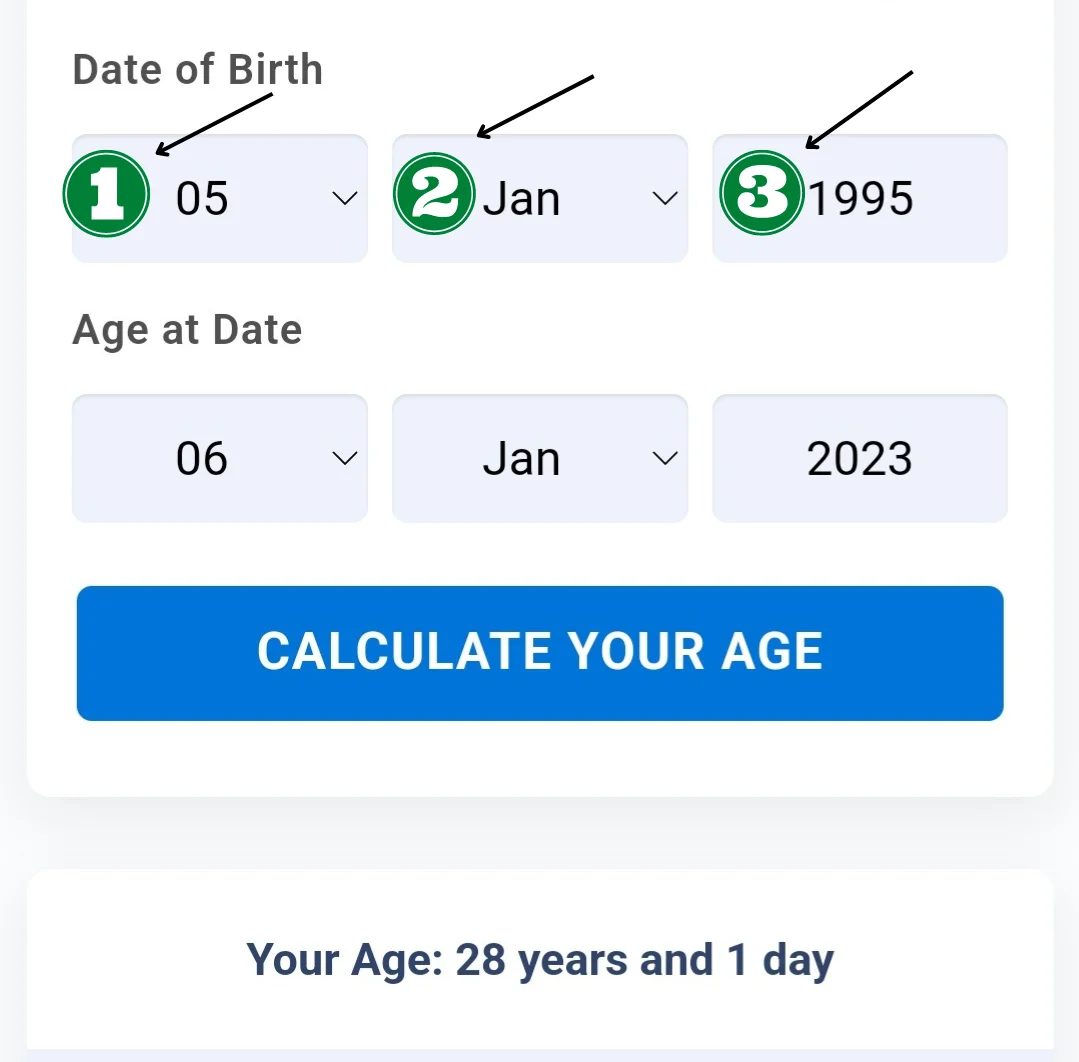 Date of Birth
1 05 2 Jan 3 1995
Age at Date
06 Jan 2023
CALCULATE YOUR AGE
Your Age: 28 years and 1 day